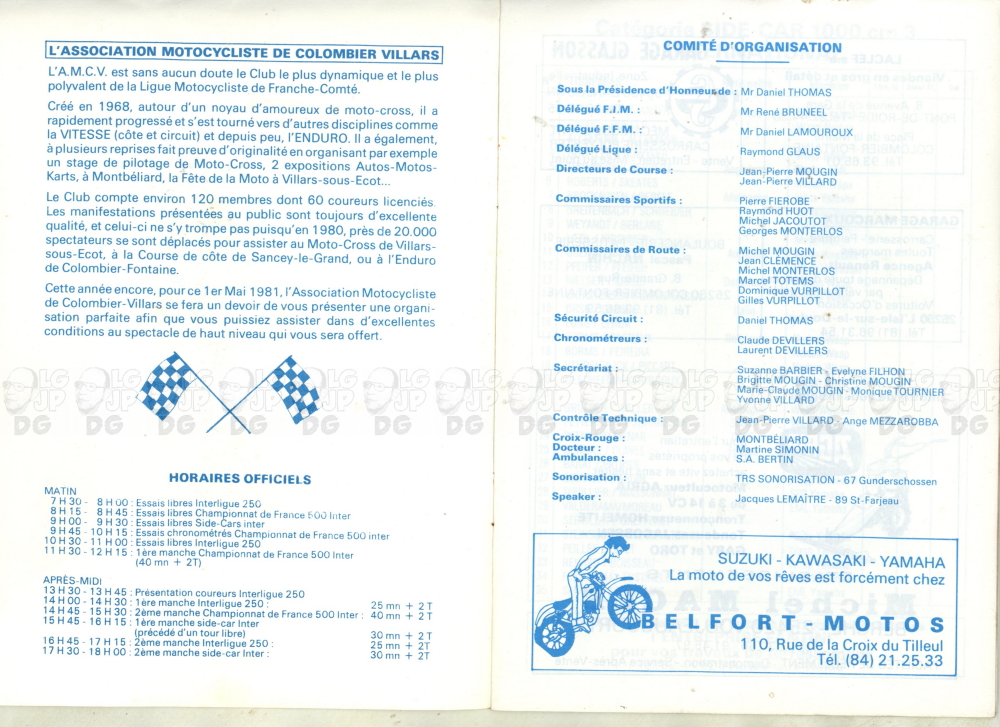 L'ASSOCIATION MOTOCYCLISTE DE COLOMBIER VILLARS
L'A.M.C.V. est sans aucun doute le Club le plus dynamique et le plus
polyvalent de la Ligue Motocycliste de Franche-Comté.
Créé en 1968, autour d'un noyau d'amoureux de moto-cross, il a
rapidement progressé et s'est tourné vers d'autres disciplines comme
la VITESSE (côte et circuit) et depuis peu, l'ENDURO. Il a également,
à plusieurs reprises fait preuve d'originalité en organisant par exemple
un stage de pilotage de Moto-Cross, 2 expositions Autos-Motos-
Karts, à Montbéliard, la Fête de la Moto à Villars-sous-Ecot...
Le Club compte environ 120 membres dont 60 coureurs licenciés.
Les manifestations présentées au public sont toujours d'excellente
qualité, et celui-ci ne s'y trompe pas puisqu'en 1980, près de 20.000
spectateurs se sont déplacés pour assister au Moto-Cross de Villars-
sous-Ecot, à la Course de côte de Sancey-le-Grand, ou à l'Enduro
de Colombier-Fontaine.
Cette année encore, pour ce 1er Mai 1981, l'Association Motocycliste
de Colombier-Villars se fera un devoir de vous présenter une organi-
sation parfaite afin que vous puissiez assister dans d'excellentes
conditions au spectacle de haut niveau qui vous sera offert.
HORAIRES OFFICIELS
MATIN
7 H 30 - 8 H 00 : Essais libres Interligue 250
8 H 15 - 8 H 45 : Essais libres Championnat de France 500 Inter
9 H 00 - 9 H 30 : Essais libres Side-Cars inter
9 H 45 - 10 H 15 : Essais chronométrés Championnat de France 500 inter
10 H 30 - 11 H 00 : Essais libres Interligue 250
11 H 30 - 12 H 15 : 1ère manche Championnat de France 500 Inter
(40 mn + 2T)
APRÈS-MIDI
13 H 30 - 13 H 45 : Présentation coureurs Interligue 250
14 H 00 - 14 H 30 : 1ère manche Interligue 250 : 25 mn + 2 T
14 H 45 - 15 H 30 : 2ème manche Championnat de France 500 Inter : 40 mn + 2T
15 H 45 - 16 H 15 : 1ère manche side-car Inter
(précédé d'un tour libre) 30 mn + 2T
16 H 45 - 17 H 15 : 2ème manche Interligue 250 : 25 mn + 2T
17 H 30 - 18 H 00 : 2ème manche side-car Inter : 30 mn + 2T
COMITÉ D'ORGANISATION
Sous la Présidence d'Honneur de : Mr Daniel THOMAS
Délégué F.I.M. : Mr René BRUNEEL
Délégué F.F.M. : Mr Daniel LAMOUROUX
Délégué Ligue : Raymond GLAUS
Directeurs de Course : Jean-Pierre MOUGIN
Jean-Pierre VILLARD
Commissaires Sportifs : Pierre FIEROBE
Raymond HUOT
Michel JACOUTOT
Georges MONTERLOS
Commissaires de Route : Michel MOUGIN
Jean CLÉMENCE
Michel MONTERLOS
Marcel TOTEMS
Dominique VURPILLOT
Gilles VURPILLOT
Sécurité Circuit : Daniel THOMAS
Chronométreurs : Claude DEVILLERS
Laurent DEVILLERS
Secrétariat : Suzanne BARBIER - Evelyne FILHON
Brigitte MOUGIN - Christine MOUGIN
Marie-Claude MOUGIN - Monique TOURNIER
Yvonne VILLARD
Contrôle Technique : Jean-Pierre VILLARD - Ange MEZZAROBBA
Croix-Rouge : MONTBÉLIARD
Docteur : Martine SIMONIN
Ambulances : S.A. BERTIN
Sonorisation : TRS SONORISATION - 67 Gunderschossen
Speaker : Jacques LEMAÎTRE - 89 St-Farjeau
SUZUKI - KAWASAKI - YAMAHA
La moto de vos rêves est forcément chez
BELFORT - MOTOS
110, Rue de la Croix du Tilleul
Tél. (84) 21.25.33